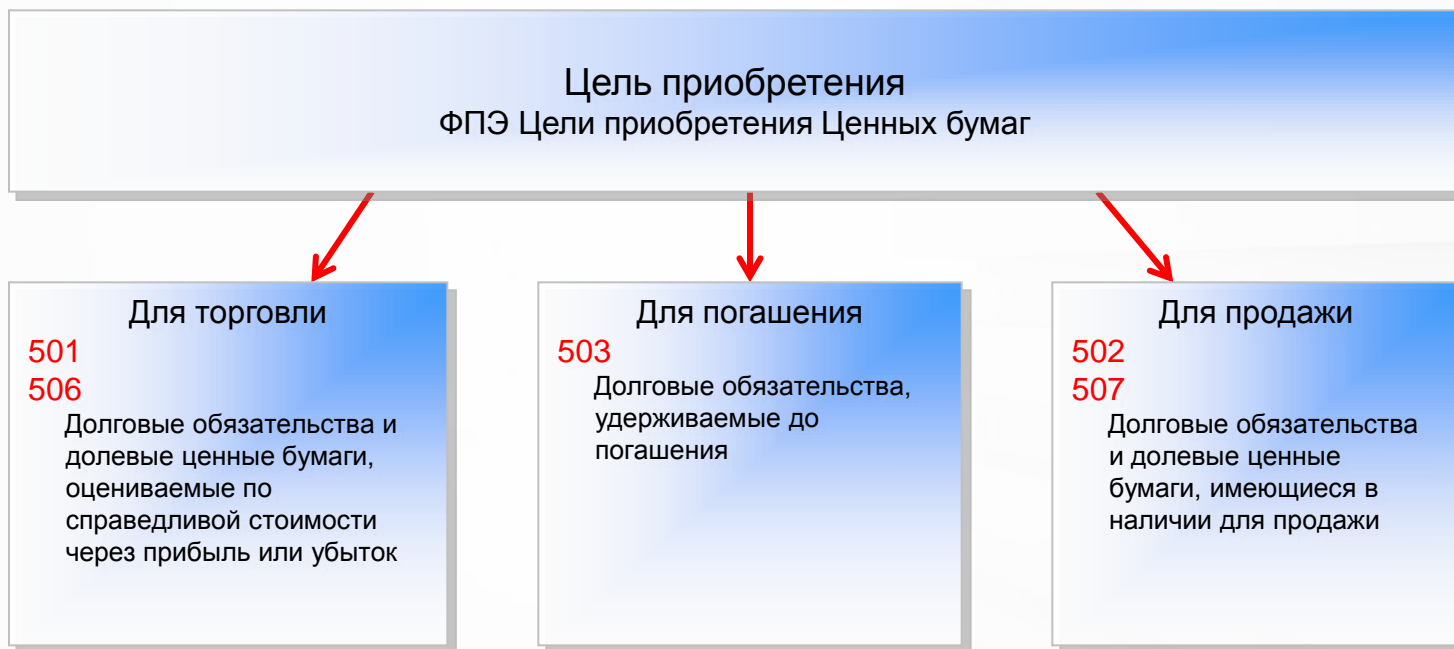 Цель приобретения
ФПЭ Цели приобретения Ценных бумаг
Для торговли
501
506
Долговые обязательства и
долевые ценные бумаги,
оцениваемые по
справедливой стоимости
через прибыль или убыток
Для погашения
503
Долговые обязательства,
удерживаемые до
погашения
Для продажи
502
507
Долговые обязательства
и долевые ценные
бумаги, имеющиеся в
наличии для продажи